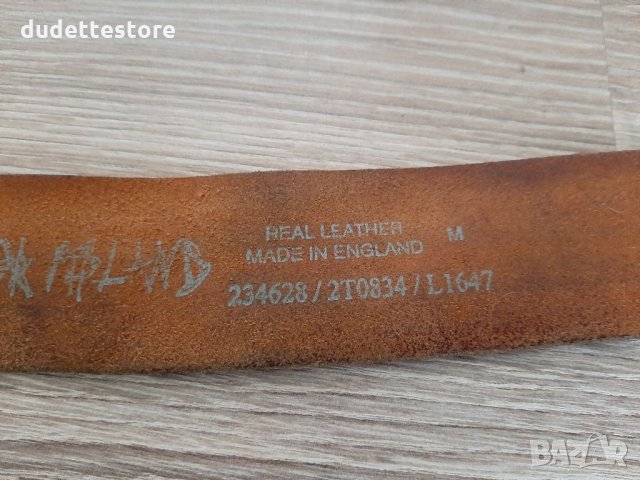 dudettestore
REAL LEATHER M
MADE IN ENGLAND
234628 / 2T0834 / L1647
BAZAR